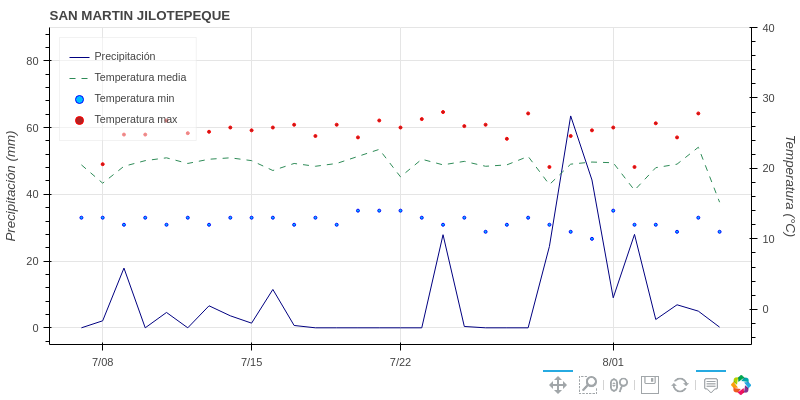 SAN MARTIN JILOTEPEQUE
Precipitación
Temperatura media
Temperatura min
Temperatura max
Precipitación (mm)
80
60
40
20
0
Temperatura (°C)
40
30
20
10
0
7/08
7/15
7/22
8/01